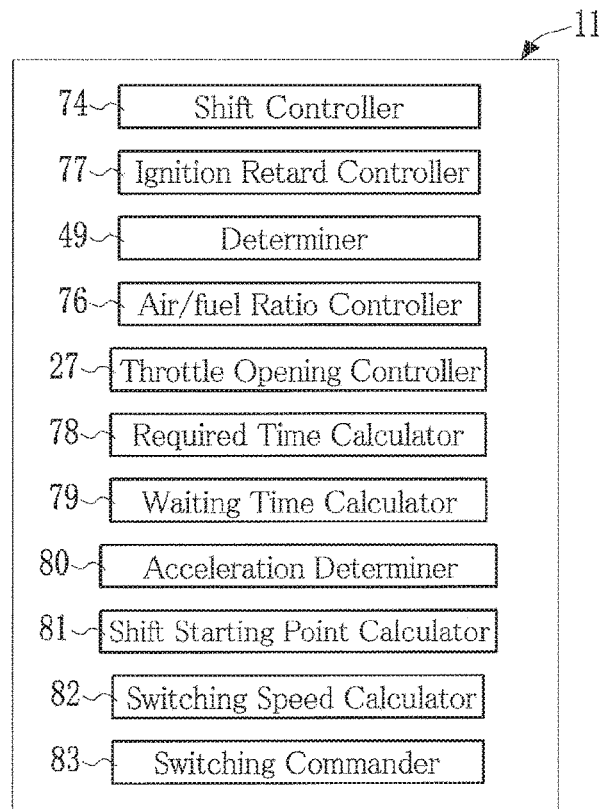 11
74 Shift Controller
77 Ignition Retard Controller
49 Determiner
76 Air/fuel Ratio Controller
27 Throttle Opening Controller
78 Required Time Calculator
79 Waiting Time Calculator
80 Acceleration Determiner
81 Shift Starting Point Calculator
82 Switching Speed Calculator
83 Switching Commander